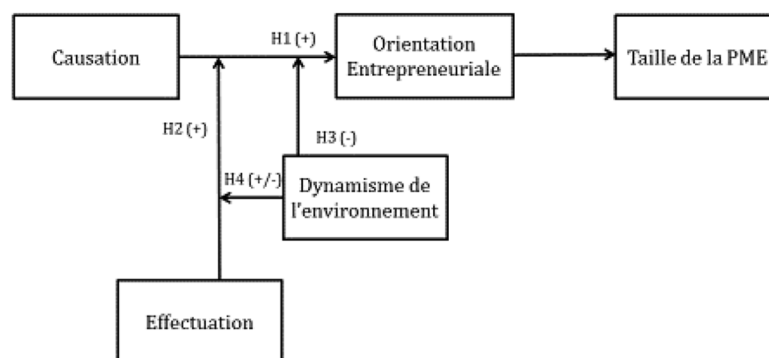 Causation
H1 (+)
Orientation
Entrepreneuriale
Taille de la PME
H2 (+)
H3 (-)
H4 (+/-)
Dynamisme de
l'environnement
Effectuation